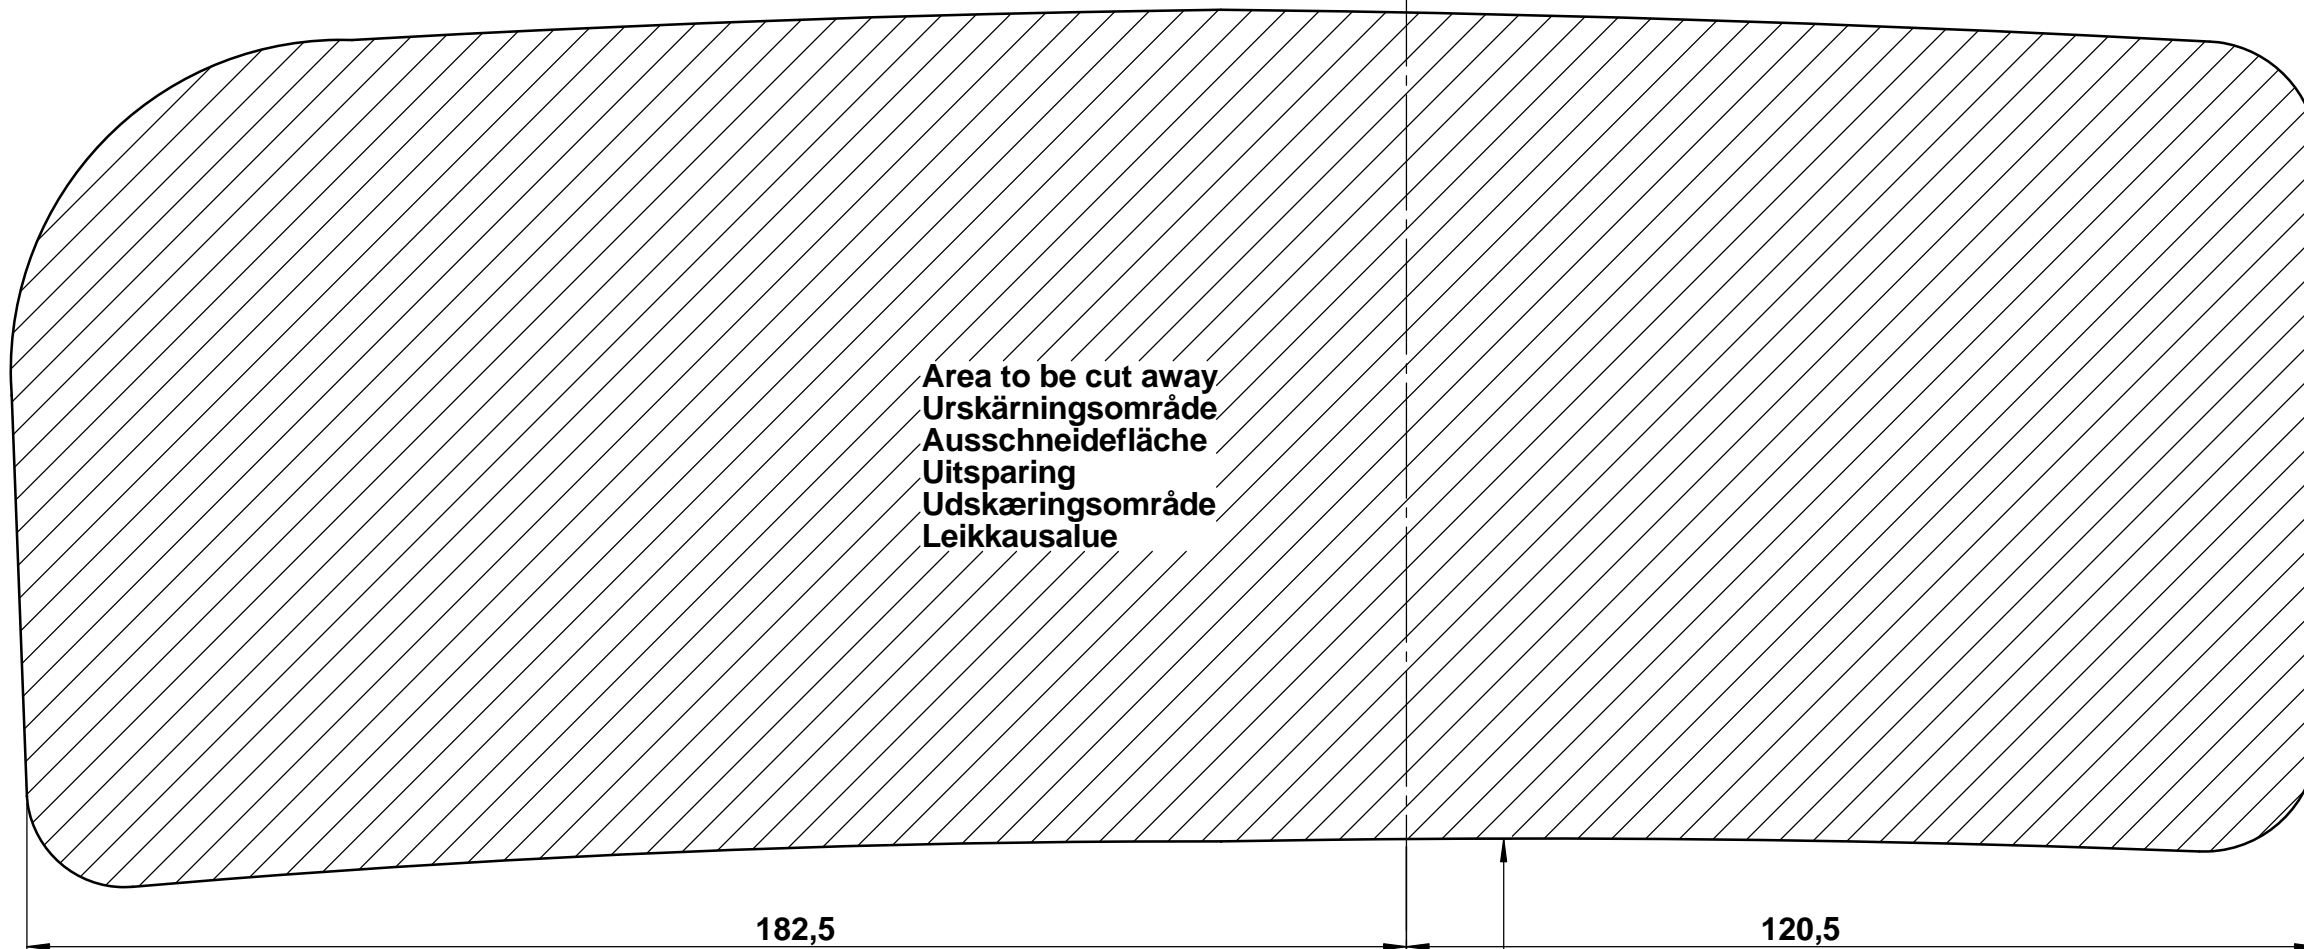 Area to be cut away
Urskärningsområde
Ausschneidefläche
Uitsparing
Udskæringsområde
Leikkausalue
182,5
120,5